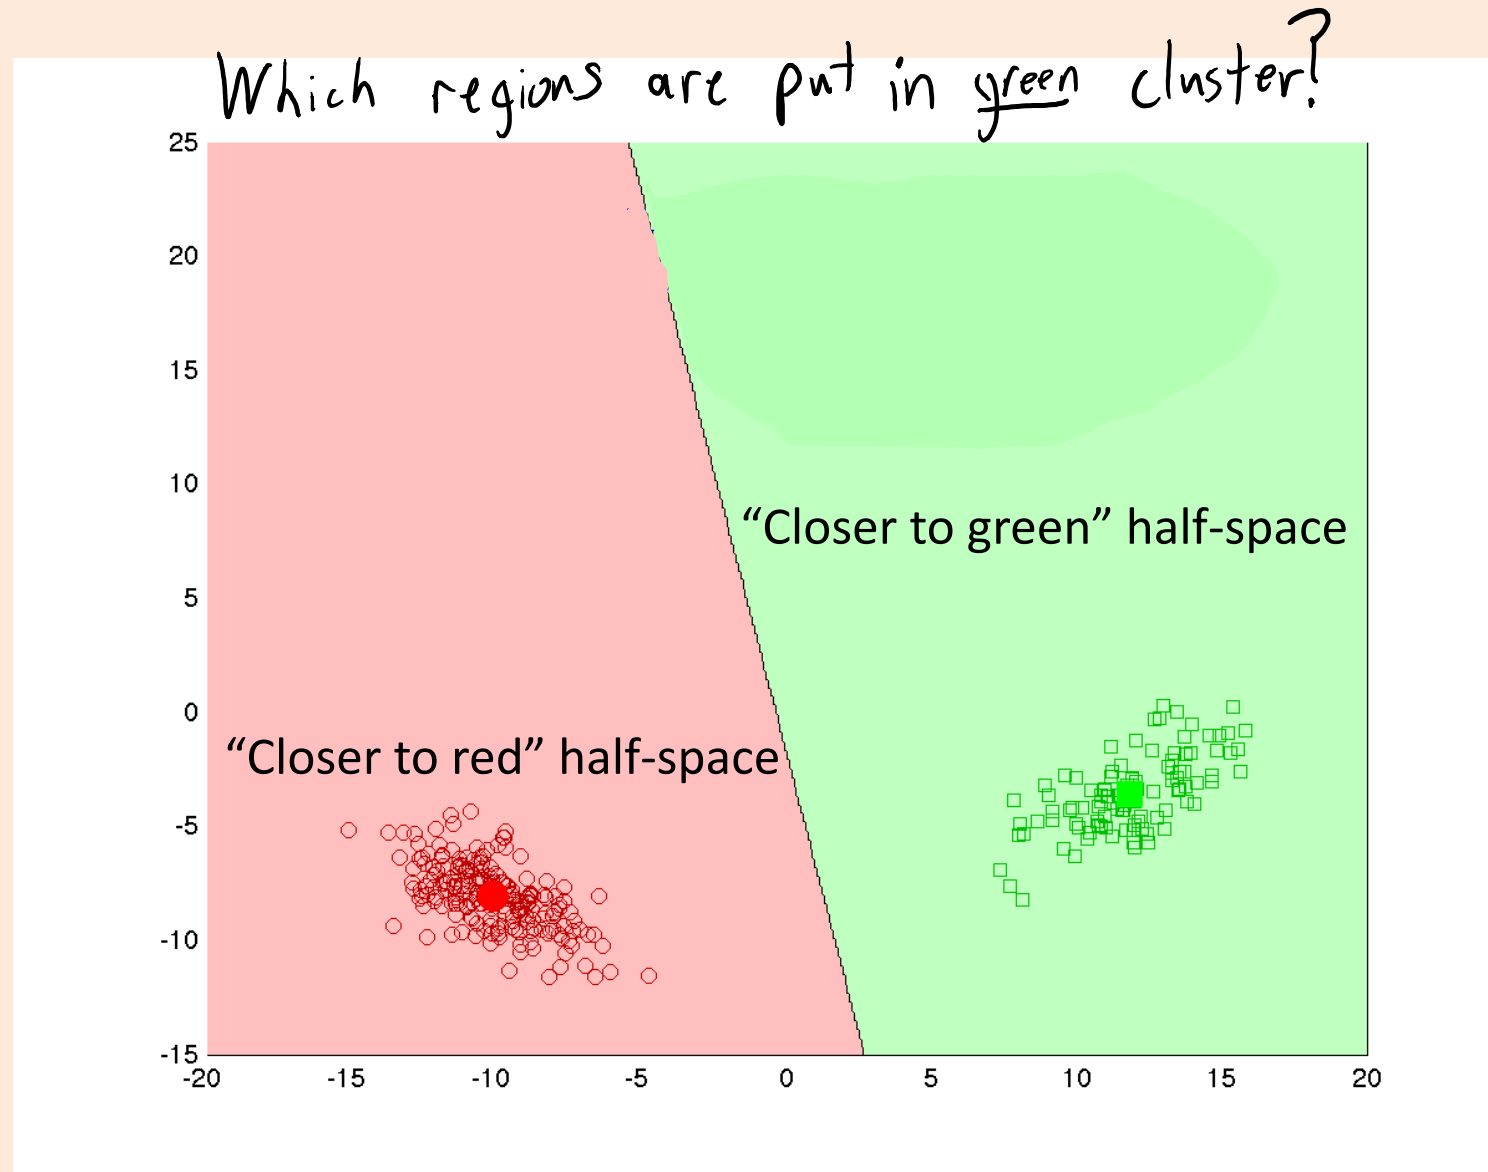 Which regions are put in green cluster?
25
20
15
10
“Closer to green” half-space
5
0
“Closer to red” half-space
-5
-10
-15
-20 -15 -10 -5 0 5 10 15 20